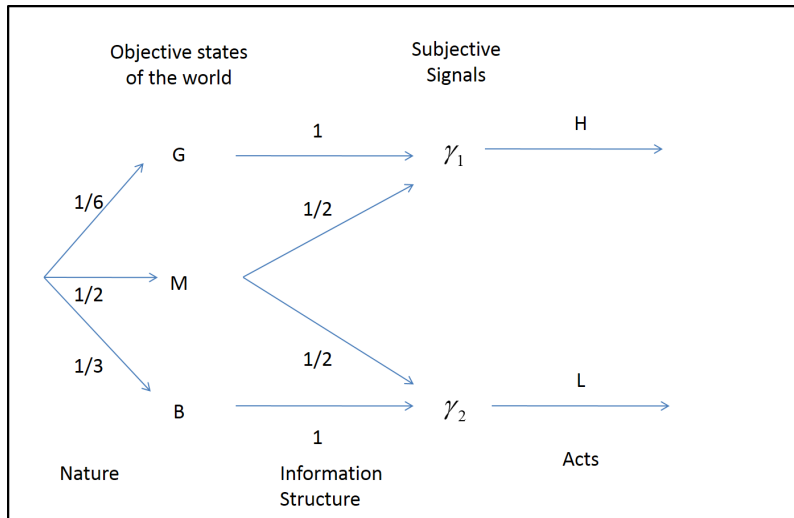 Objective states
of the world
Subjective
Signals
G
1
γ₁
H
1/6
1/2
M
1/2
1/3
1/2
B
1
γ₂
L
Nature
Information
Structure
Acts